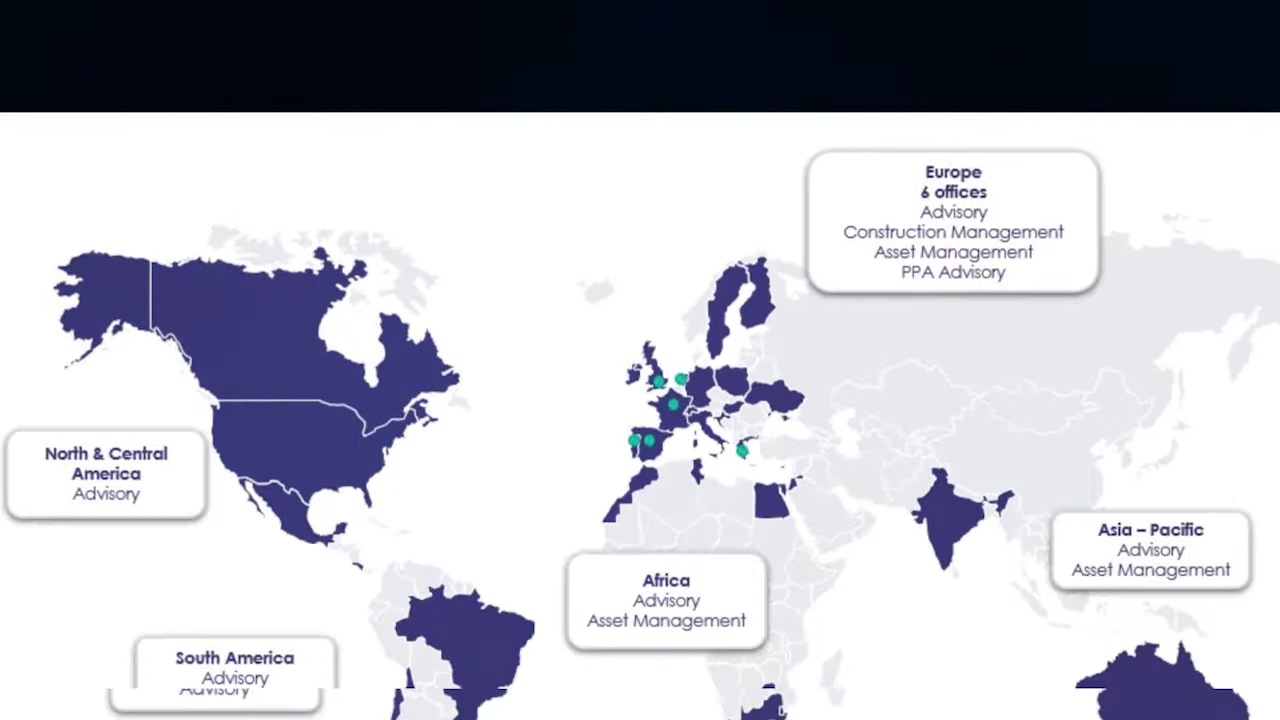 Europe
6 offices
Advisory
Construction Management
Asset Management
PPA Advisory
North & Central
America
Advisory
Asia – Pacific
Advisory
Asset Management
Africa
Advisory
Asset Management
South America
Advisory
Advisory